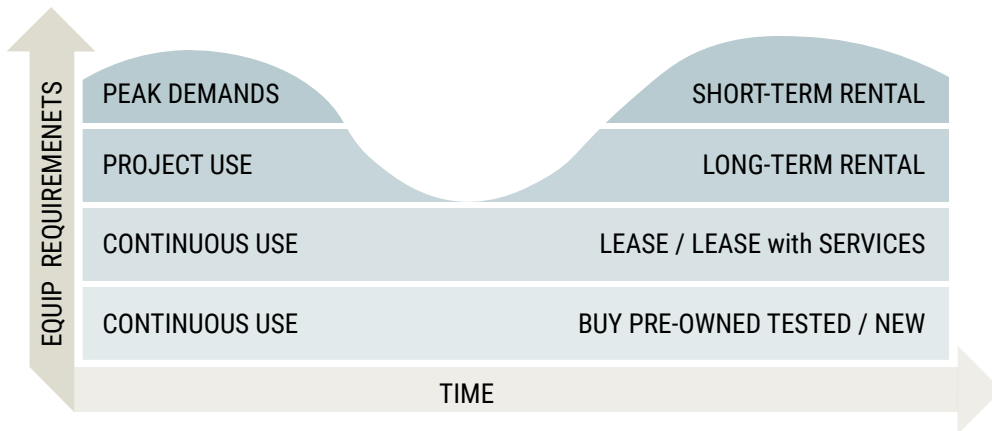 EQUIP REQUIREMENETS
PEAK DEMANDS
SHORT-TERM RENTAL
PROJECT USE
LONG-TERM RENTAL
CONTINUOUS USE
LEASE / LEASE with SERVICES
CONTINUOUS USE
BUY PRE-OWNED TESTED / NEW
TIME